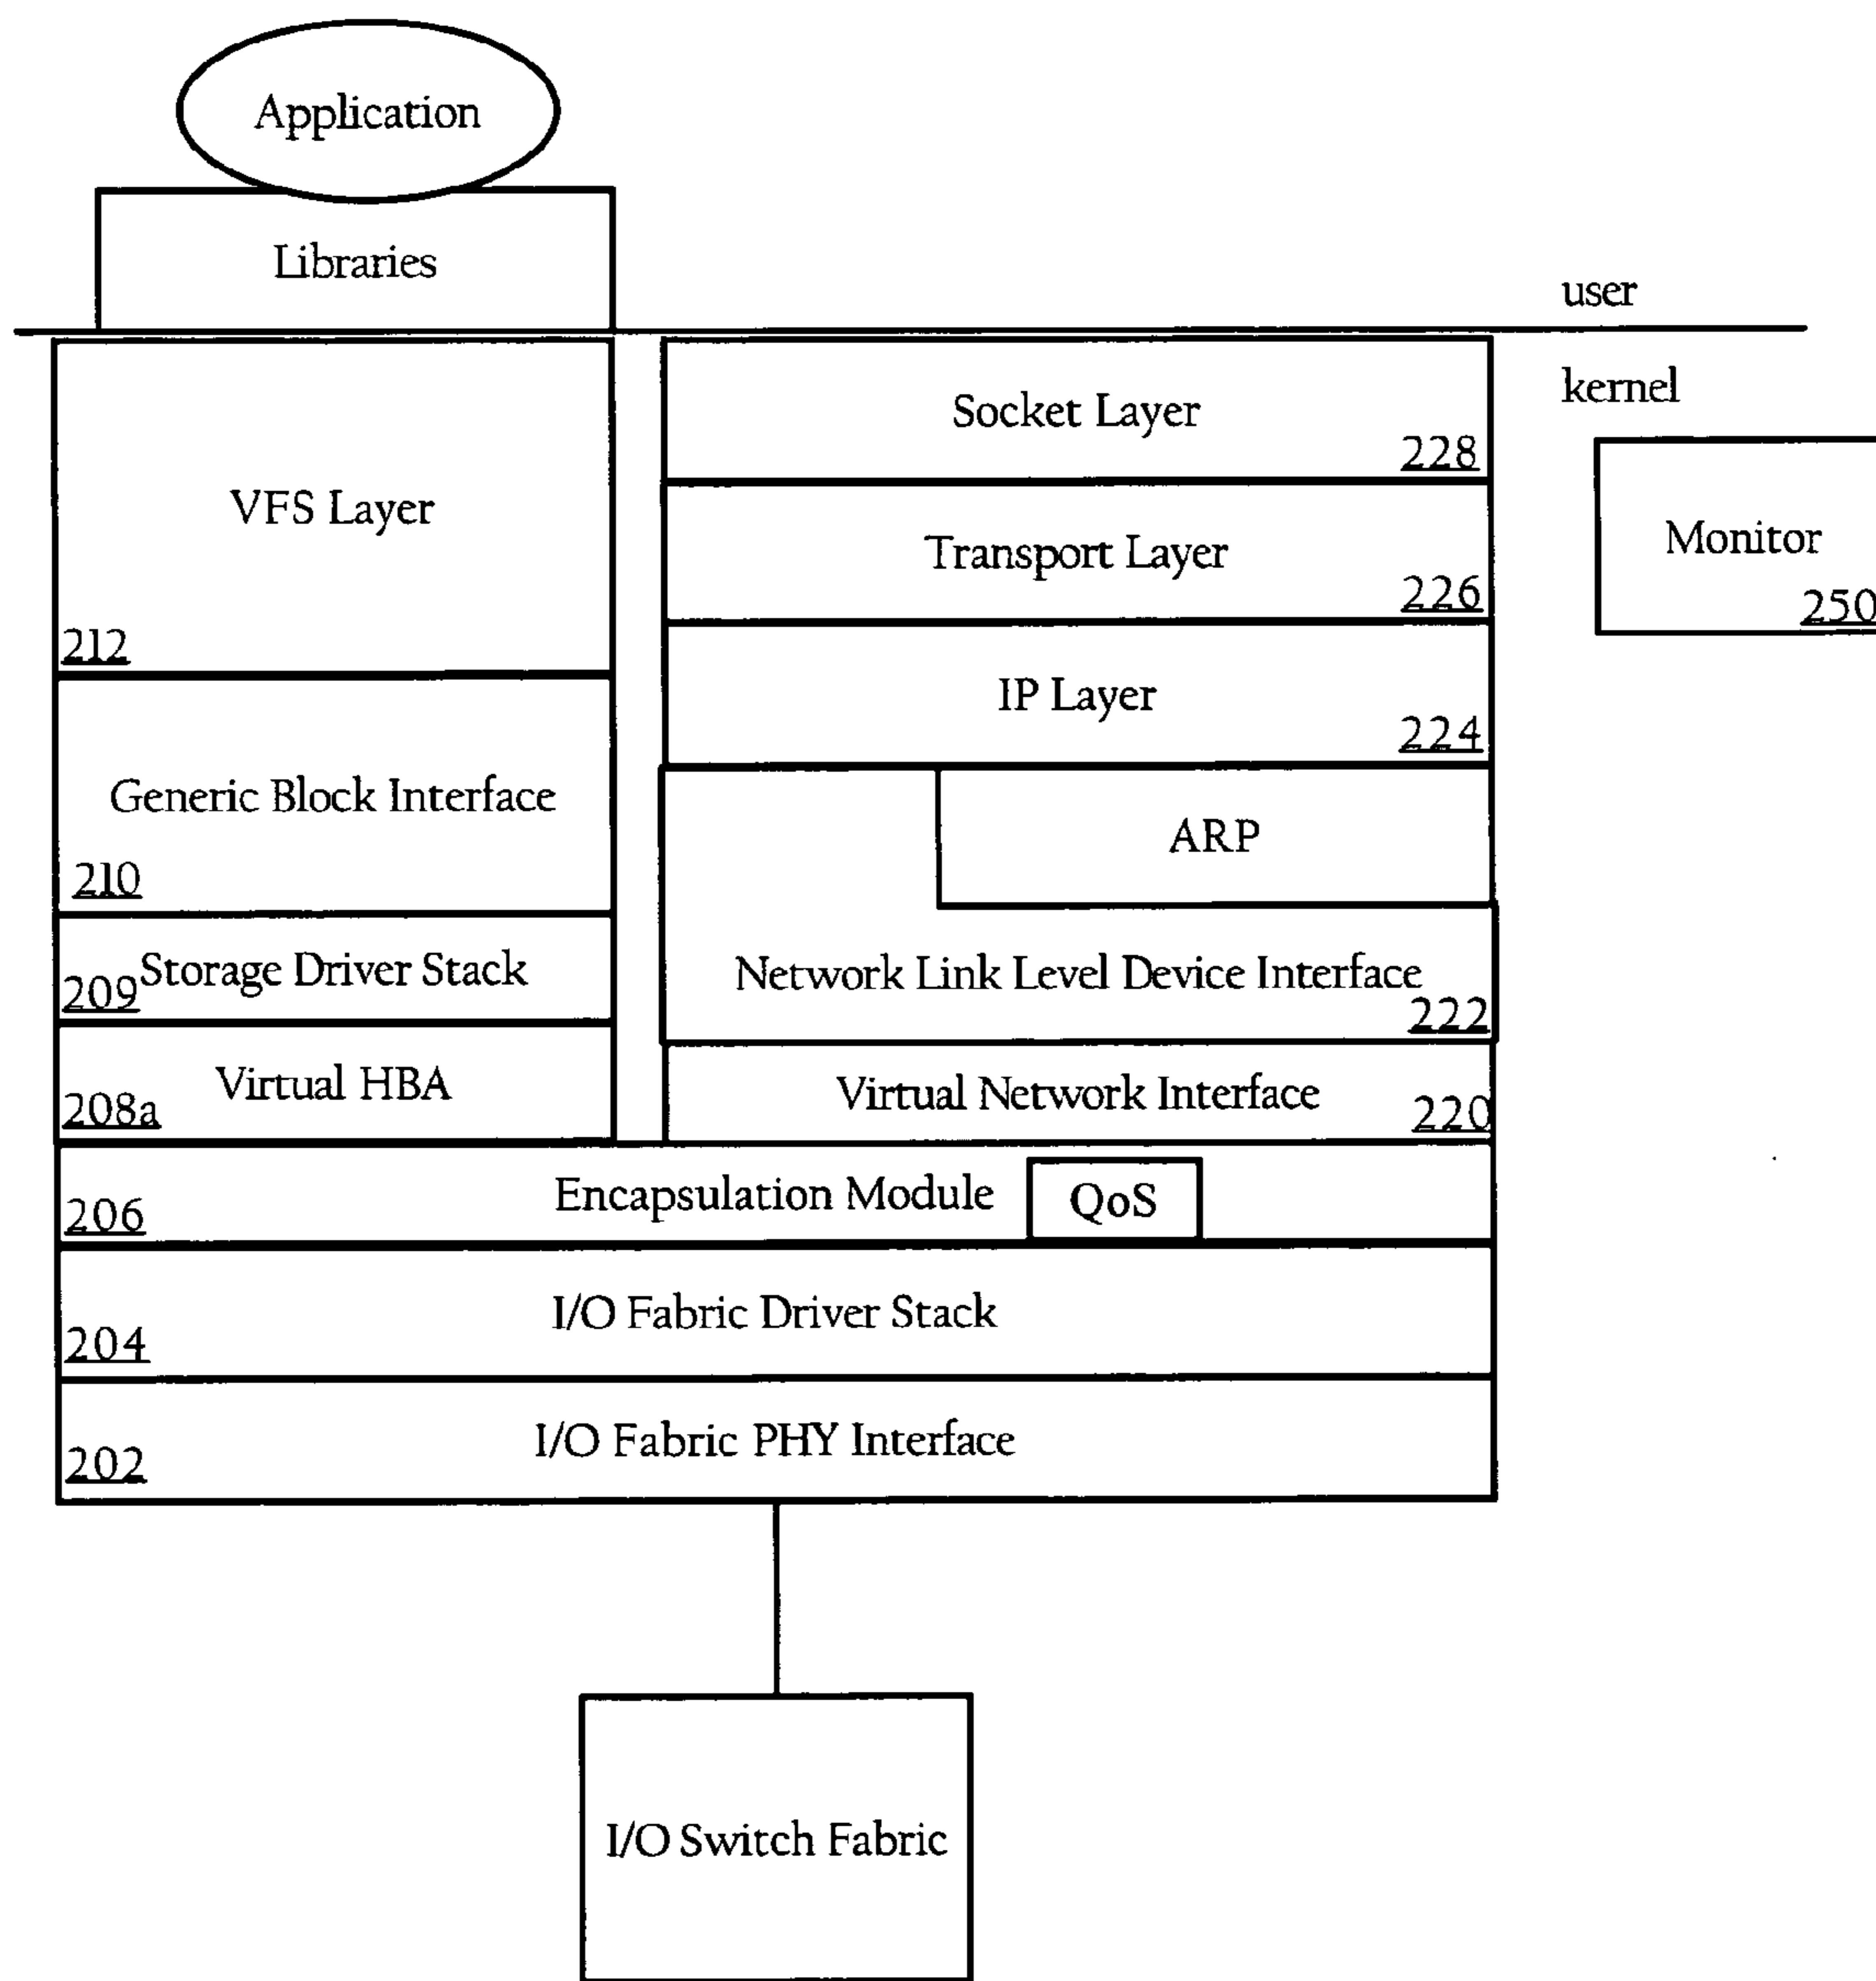 Application
Libraries
user
kernel
VFS Layer
212
Generic Block Interface
210
Storage Driver Stack
209
Virtual HBA
208a
Socket Layer
228
Transport Layer
226
IP Layer
224
ARP
Network Link Level Device Interface
222
Virtual Network Interface
220
Monitor
250
Encapsulation Module
QoS
206
I/O Fabric Driver Stack
204
I/O Fabric PHY Interface
202
I/O Switch Fabric